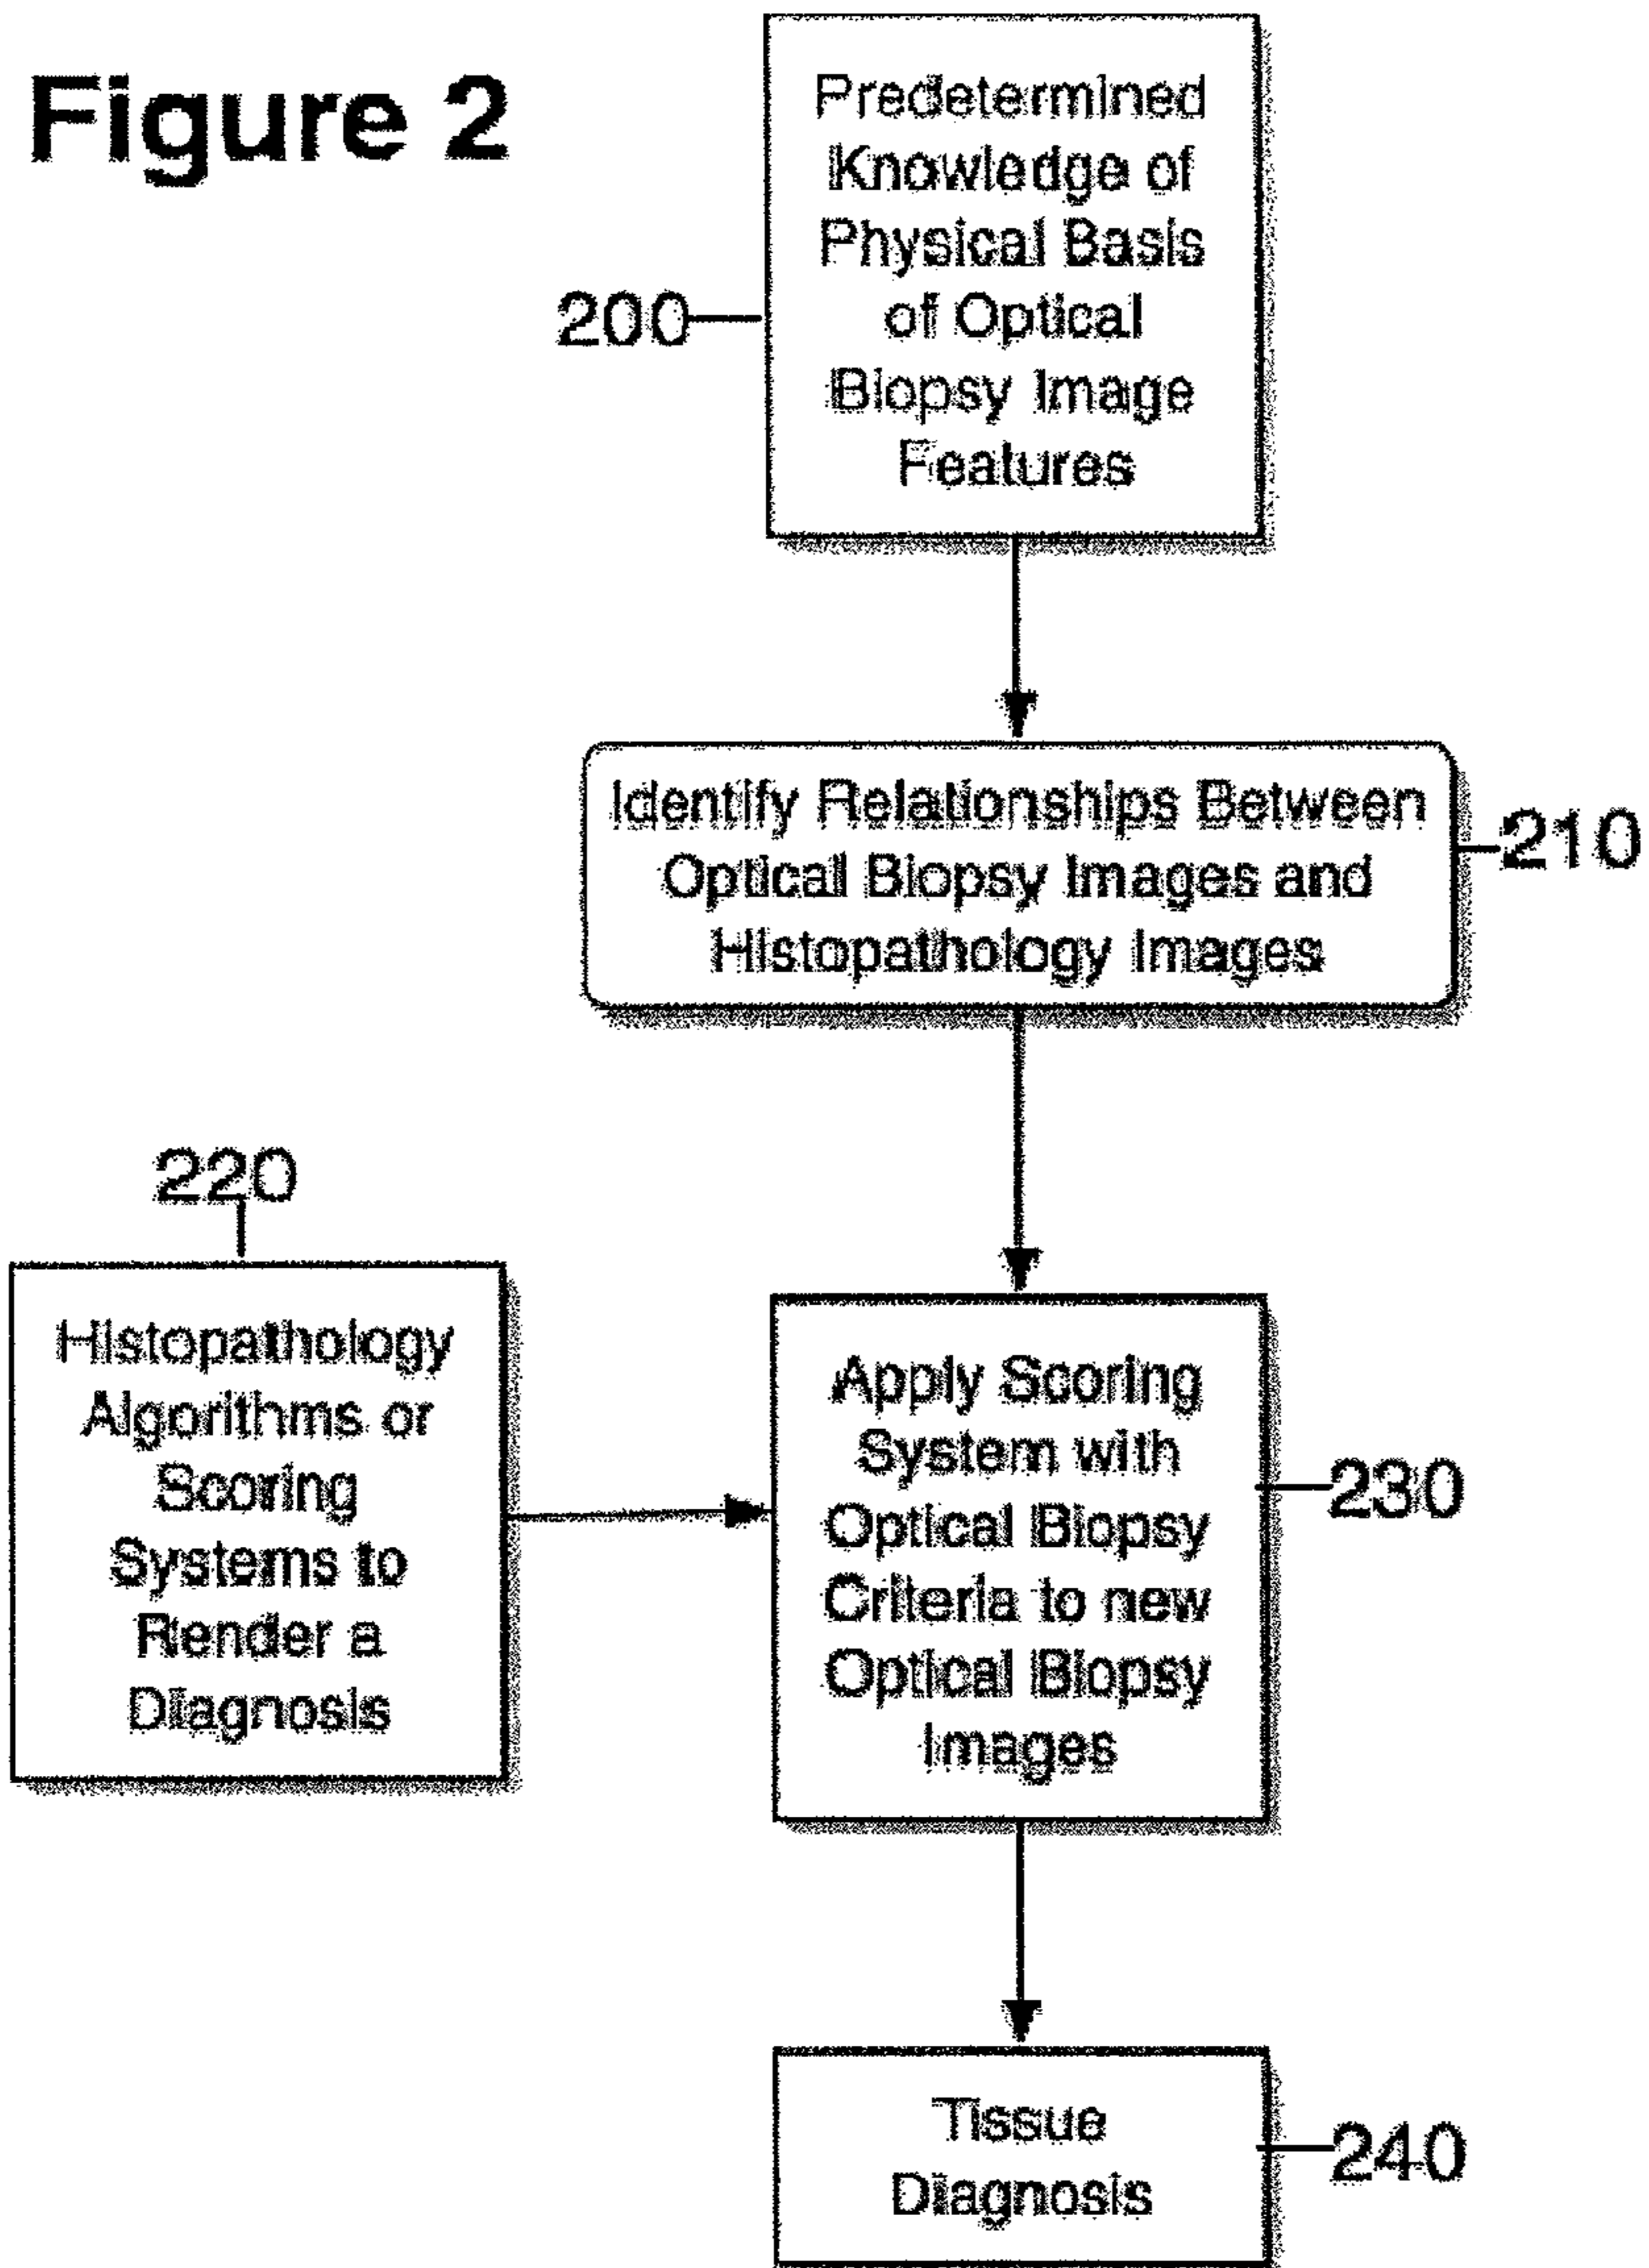 Figure 2
Predetermined
Knowledge of
Physical Basis
of Optical
Biopsy Image
Features
200
Identify Relationships Between
Optical Biopsy Images and
Histopathology Images
210
220
Histopathology
Algorithms or
Scoring
Systems to
Render a
Diagnosis
Apply Scoring
System with
Optical Biopsy
Criteria to new
Optical Biopsy
Images
230
Tissue
Diagnosis
240